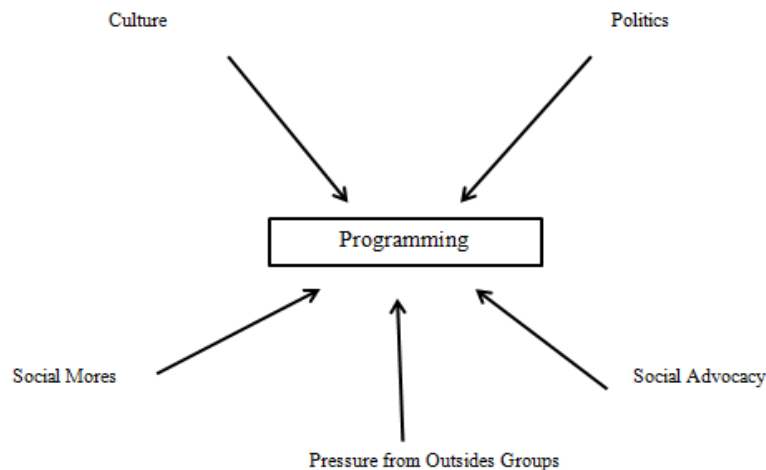 Culture
Politics
Programming
Social Mores
Social Advocacy
Pressure from Outsides Groups